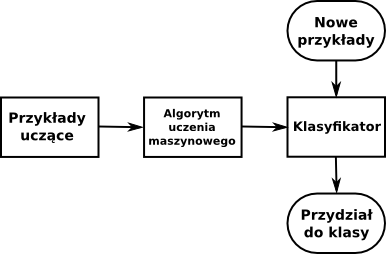 Nowe
przykłady
Przykłady
uczące
Algorytm
uczenia
maszynowego
Klasyfikator
Przydział
do klasy